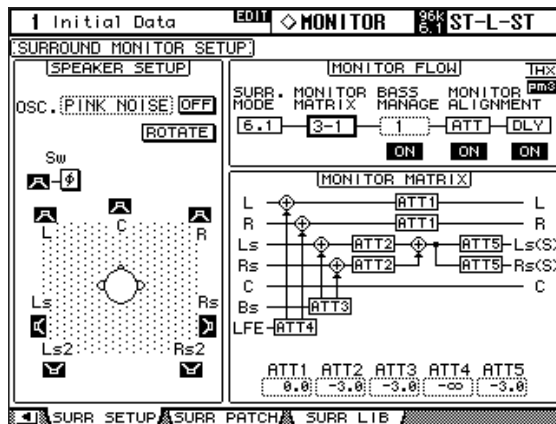 1 Initial Data EDIT ◇MONITOR 96k 6.1 ST-L-ST
SURROUND MONITOR SETUP
SPEAKER SETUP
OSC. PINK NOISE OFF
ROTATE
Sw
ϕ
L C R
Ls Rs
Ls2 Rs2
MONITOR FLOW THX
pm3
SURR. MODE MONITOR MATRIX BASS MANAGE MONITOR ALIGNMENT
6.1 3-1 1 ATT DLY
ON ON ON
MONITOR MATRIX
L ATT1 L
R ATT1 R
Ls ATT2 ATT5 Ls(S)
Rs ATT2 ATT5 Rs(S)
C C
Bs ATT3
LFE ATT4
ATT1 ATT2 ATT3 ATT4 ATT5
0.0 -3.0 -3.0 -∞ -3.0
SURR SETUP SURR PATCH SURR LIB